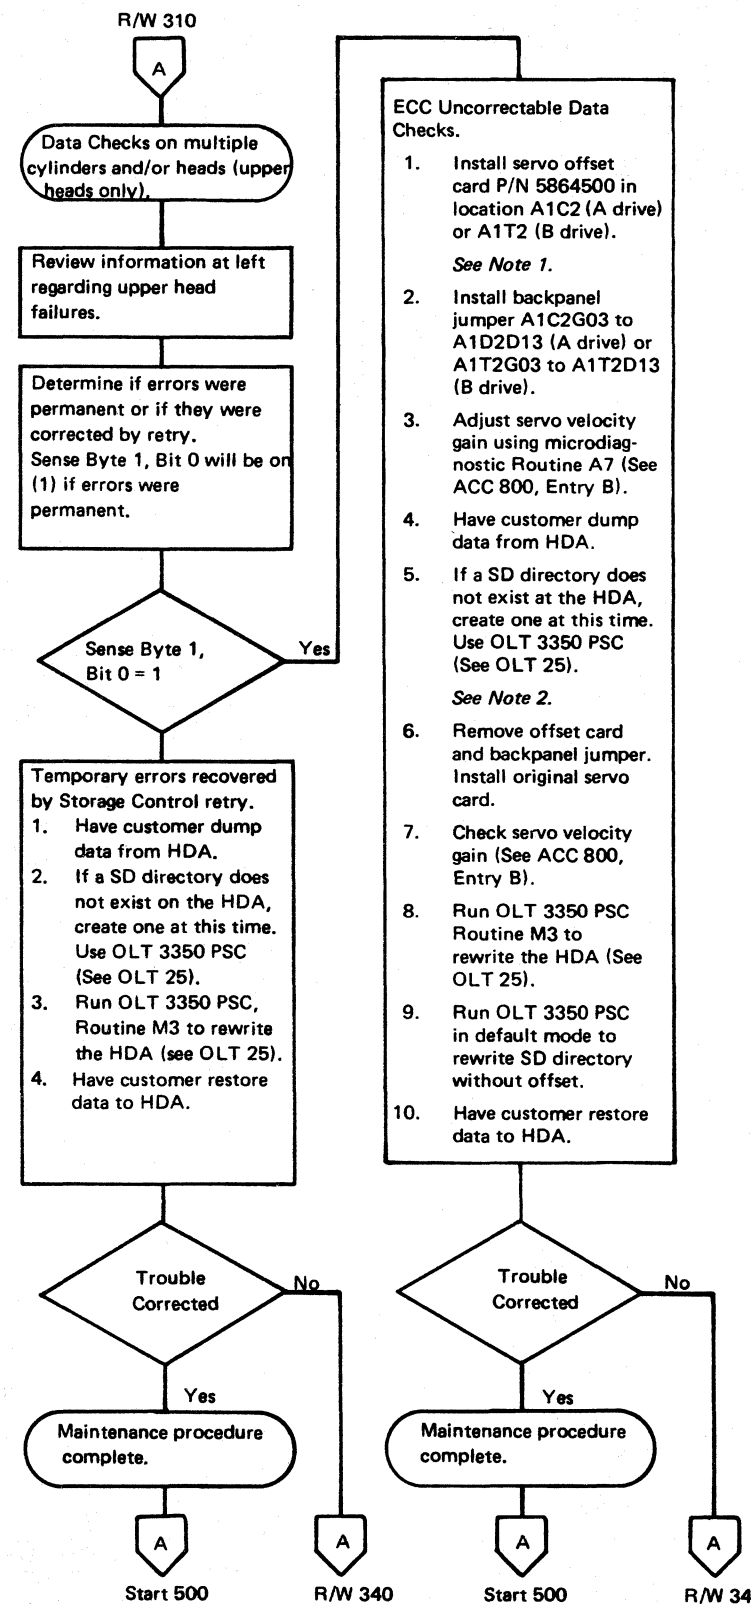 R/W 310
A
Data Checks on multiple
cylinders and/or heads (upper
heads only).
Review information at left
regarding upper head
failures.
Determine if errors were
permanent or if they were
corrected by retry.
Sense Byte 1, Bit 0 will be on
(1) if errors were
permanent.
Sense Byte 1,
Bit 0 = 1
Yes
Temporary errors recovered
by Storage Control retry.
1. Have customer dump
data from HDA.
2. If a SD directory does
not exist on the HDA,
create one at this time.
Use OLT 3350 PSC
(See OLT 25).
3. Run OLT 3350 PSC,
Routine M3 to rewrite
the HDA (see OLT 25).
4. Have customer restore
data to HDA.
Trouble
Corrected
No
Yes
Maintenance procedure
complete.
A
Start 500
A
R/W 340
ECC Uncorrectable Data
Checks.
1. Install servo offset
card P/N 5864500 in
location A1C2 (A drive)
or A1T2 (B drive).
See Note 1.
2. Install backpanel
jumper A1C2G03 to
A1D2D13 (A drive) or
A1T2G03 to A1T2D13
(B drive).
3. Adjust servo velocity
gain using microdiag-
nostic Routine A7 (See
ACC 800, Entry B).
4. Have customer dump
data from HDA.
5. If a SD directory does
not exist at the HDA,
create one at this time.
Use OLT 3350 PSC
(See OLT 25).
See Note 2.
6. Remove offset card
and backpanel jumper.
Install original servo
card.
7. Check servo velocity
gain (See ACC 800,
Entry B).
8. Run OLT 3350 PSC
Routine M3 to
rewrite the HDA (See
OLT 25).
9. Run OLT 3350 PSC
in default mode to
rewrite SD directory
without offset.
10. Have customer restore
data to HDA.
Trouble
Corrected
No
Yes
Maintenance procedure
complete.
A
Start 500
A
R/W 34